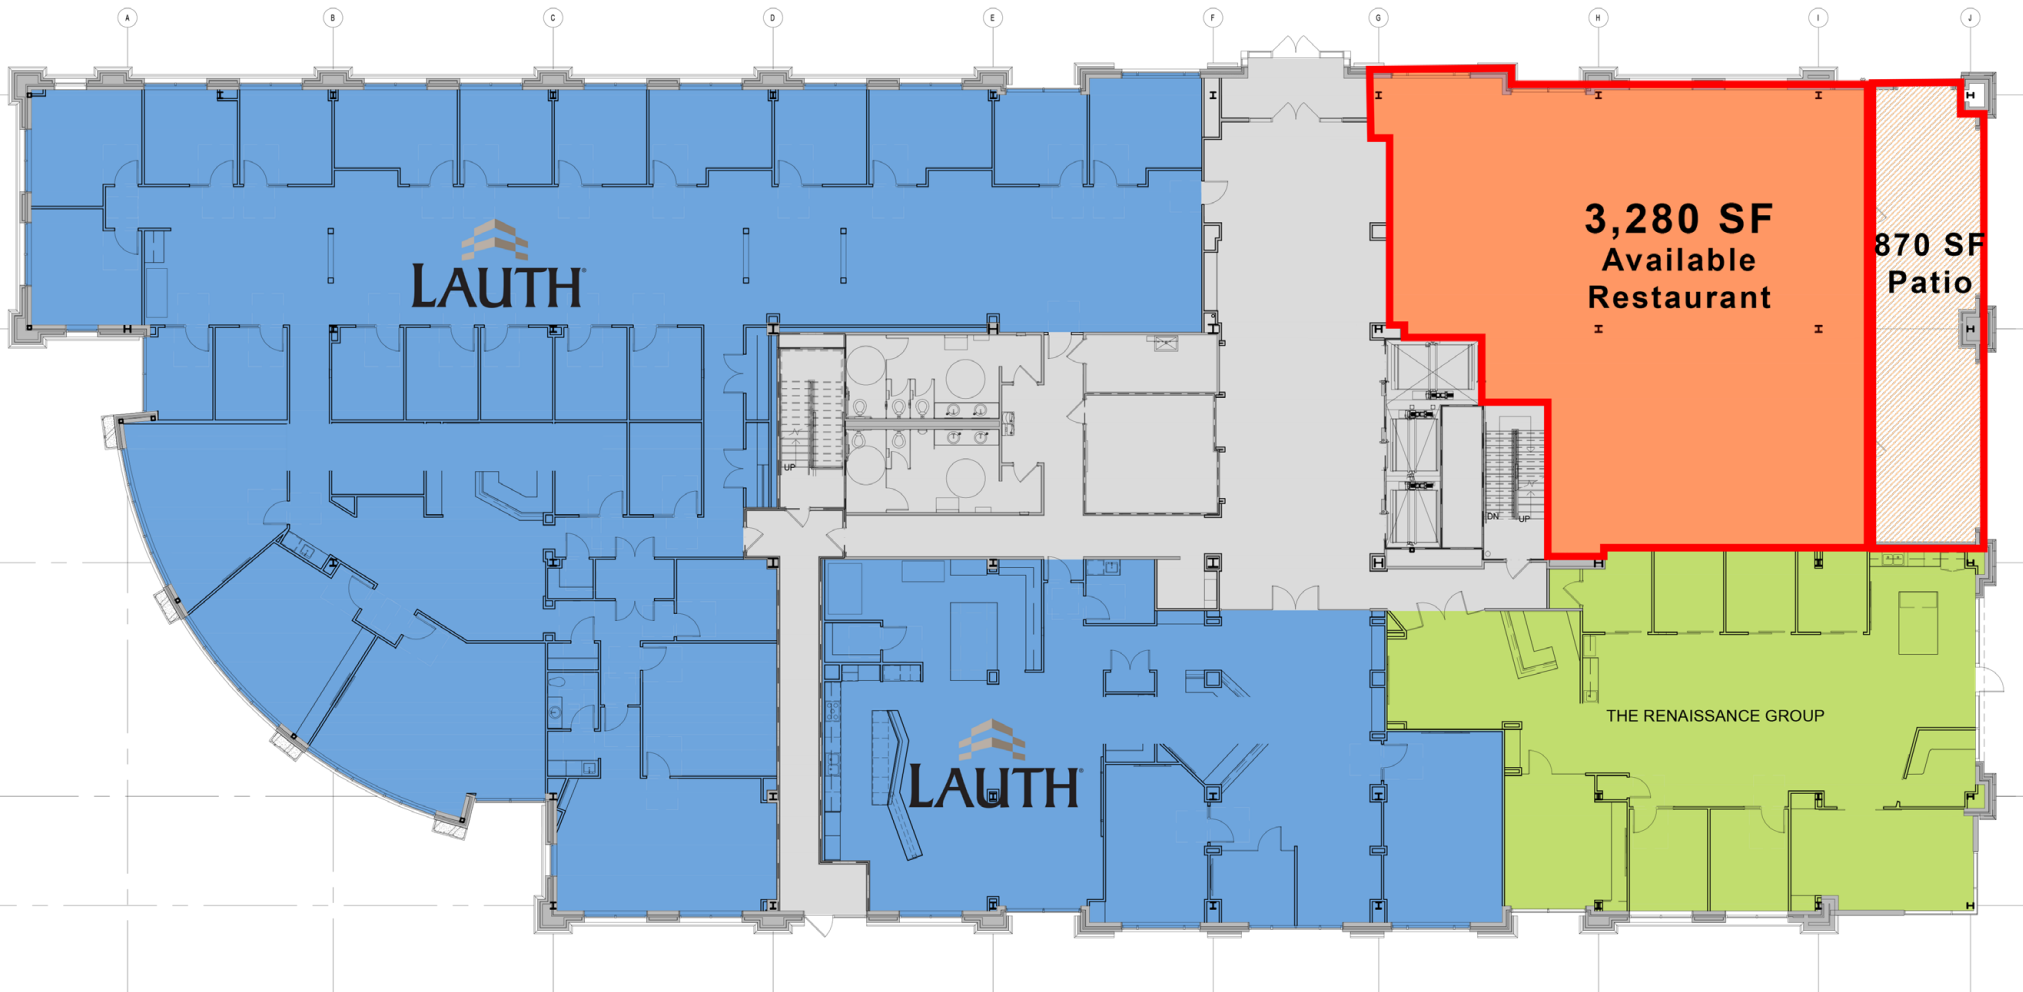 A B C D E F G H I J
3,280 SF
Available
Restaurant
870 SF
Patio
LAUTH®
UP
DN UP
THE RENAISSANCE GROUP
LAUTH®